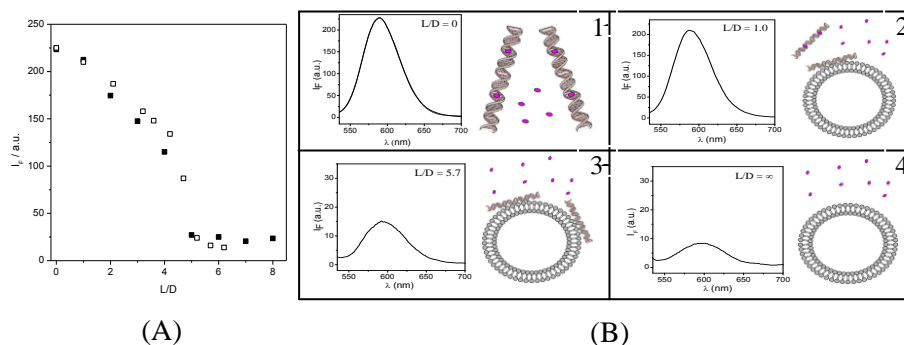 250
200
150
100
50
0
I_F / a.u.
0 2 4 6 8
L/D
(A)
L/D = 0
1
200
150
100
50
0
I_F (a.u.)
550 600 650 700
λ (nm)
L/D = 1.0
2
200
150
100
50
0
I_F (a.u.)
550 600 650 700
λ (nm)
L/D = 5.7
3
30
20
10
0
IF (a.u.)
550 600 650 700
λ (nm)
L/D = ∞
4
30
20
10
0
I_F (a.u.)
550 600 650 700
λ (nm)
(B)